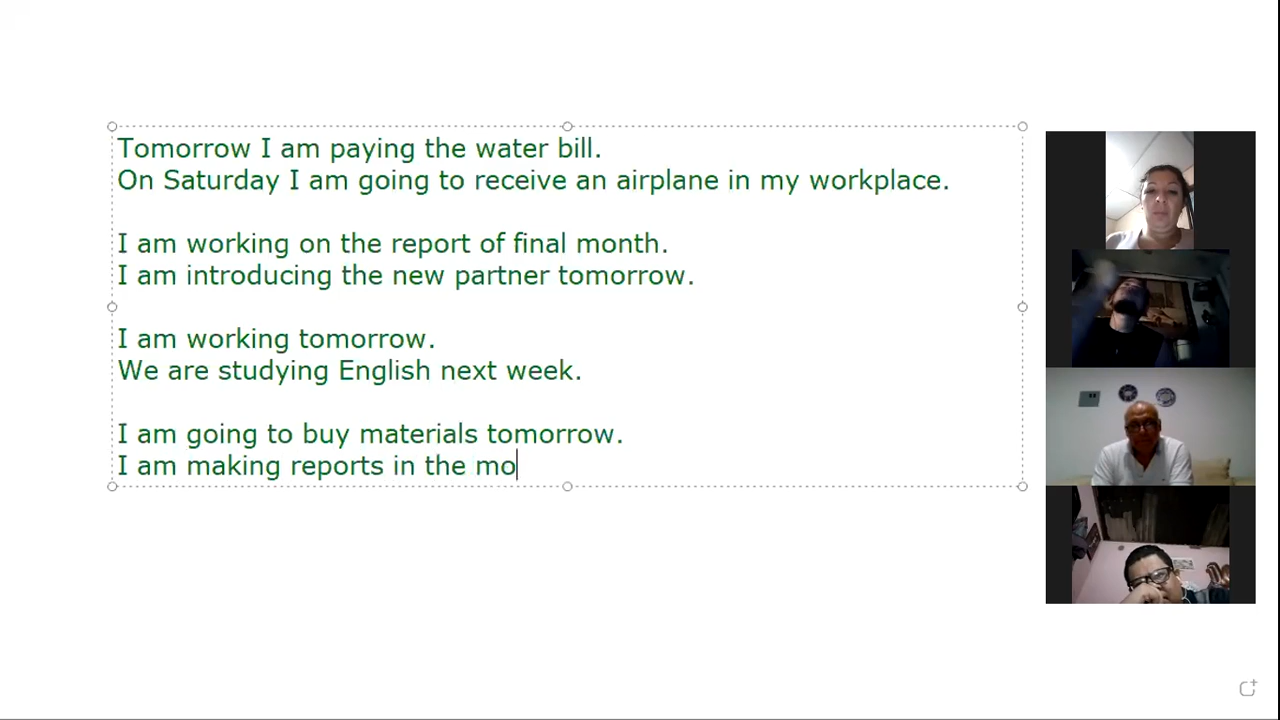 Tomorrow I am paying the water bill.
On Saturday I am going to receive an airplane in my workplace.
I am working on the report of final month.
I am introducing the new partner tomorrow.
I am working tomorrow.
We are studying English next week.
I am going to buy materials tomorrow.
I am making reports in the mo